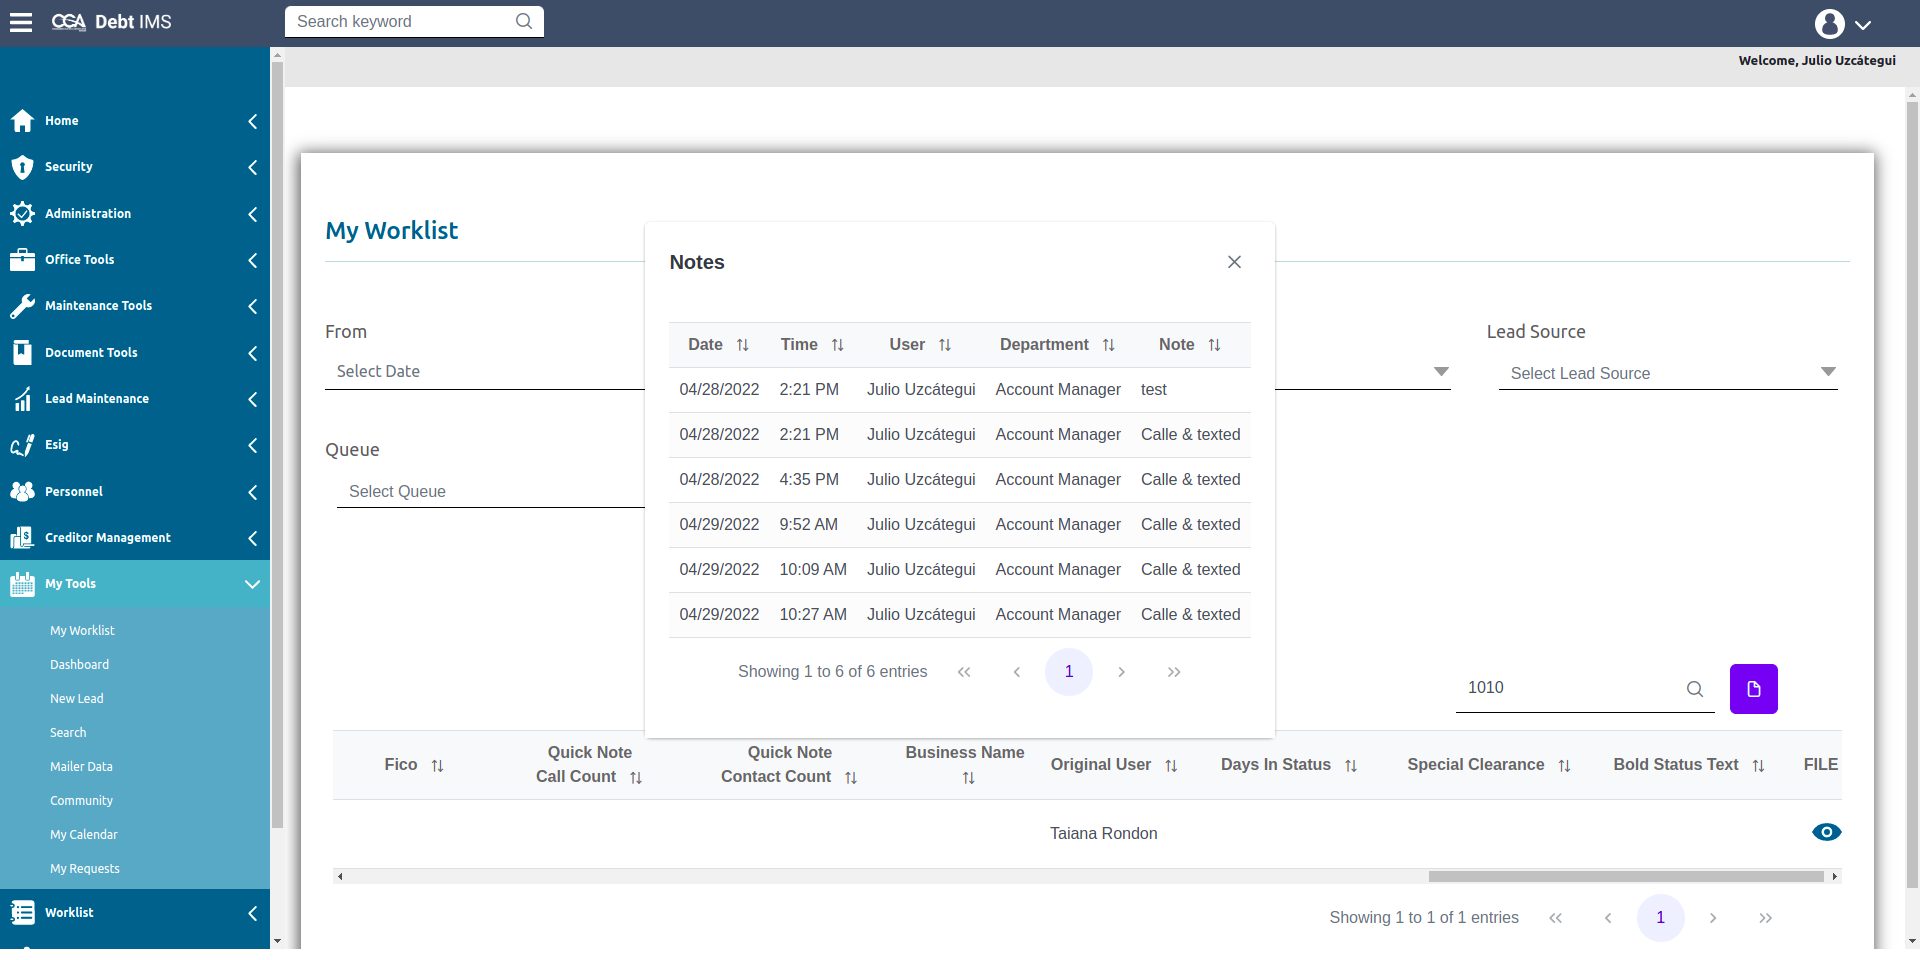 CGA Debt IMS
Search keyword
Welcome, Julio Uzcátegui
Home
Security
Administration
Office Tools
Maintenance Tools
Document Tools
Lead Maintenance
Esig
Personnel
Creditor Management
My Tools
My Worklist
Dashboard
New Lead
Search
Mailer Data
Community
My Calendar
My Requests
Worklist
My Worklist
From
Select Date
Lead Source
Select Lead Source
Queue
Select Queue
Notes
Date Time User Department Note
04/28/2022 2:21 PM Julio Uzcátegui Account Manager test
04/28/2022 2:21 PM Julio Uzcátegui Account Manager Calle & texted
04/28/2022 4:35 PM Julio Uzcátegui Account Manager Calle & texted
04/29/2022 9:52 AM Julio Uzcátegui Account Manager Calle & texted
04/29/2022 10:09 AM Julio Uzcátegui Account Manager Calle & texted
04/29/2022 10:27 AM Julio Uzcátegui Account Manager Calle & texted
Showing 1 to 6 of 6 entries 1
1010
Fico Quick Note Call Count Quick Note Contact Count Business Name Original User Days In Status Special Clearance Bold Status Text FILE
Taiana Rondon
Showing 1 to 1 of 1 entries 1